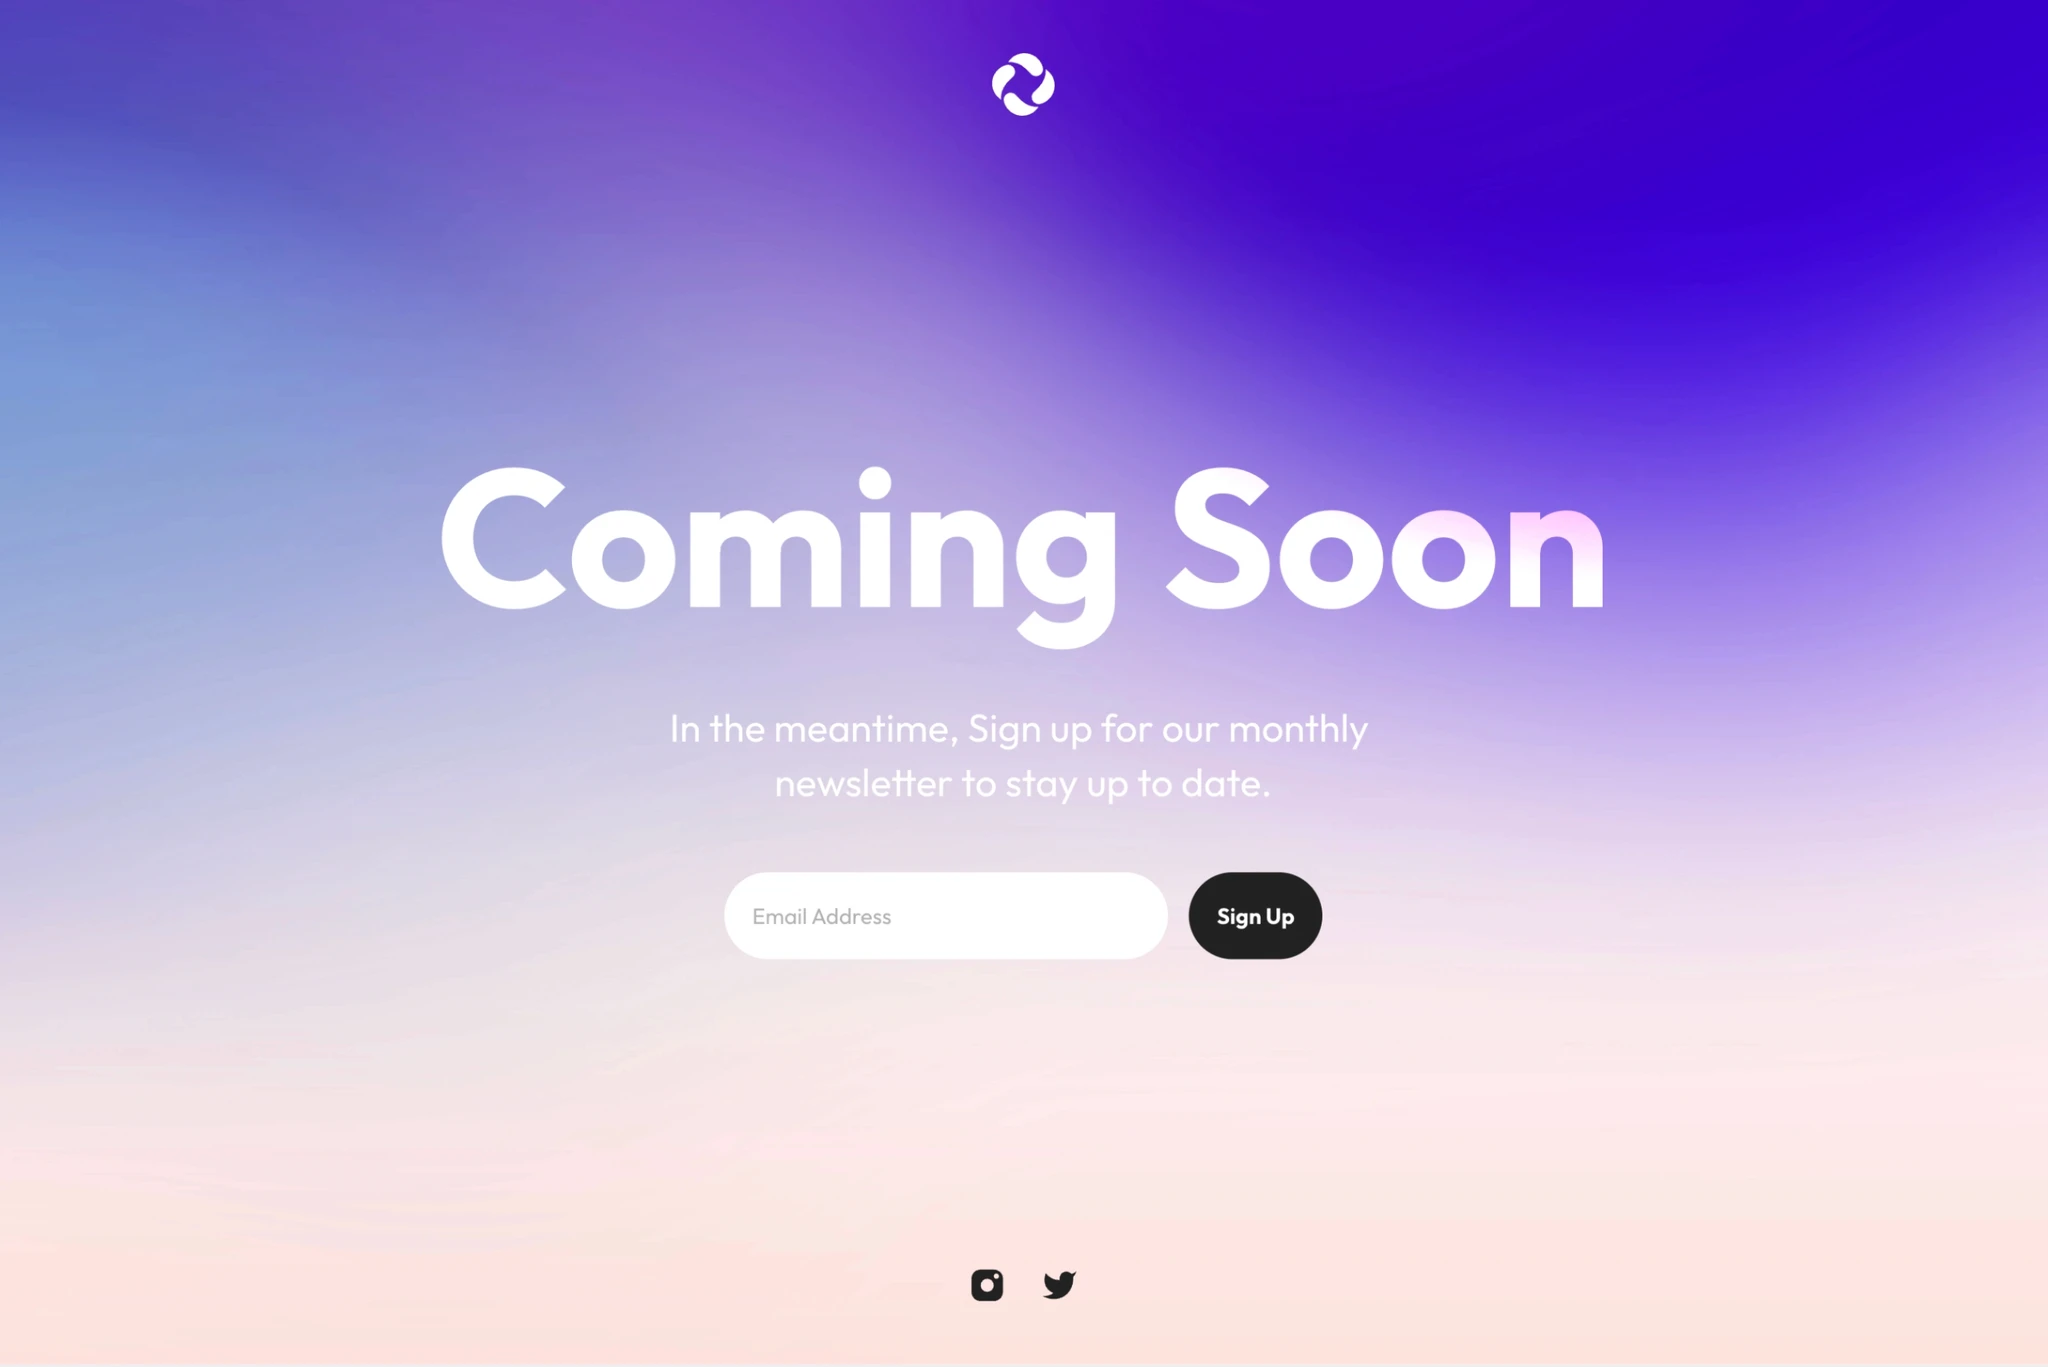 Coming Soon
In the meantime, Sign up for our monthly
newsletter to stay up to date.
Email Address
Sign Up